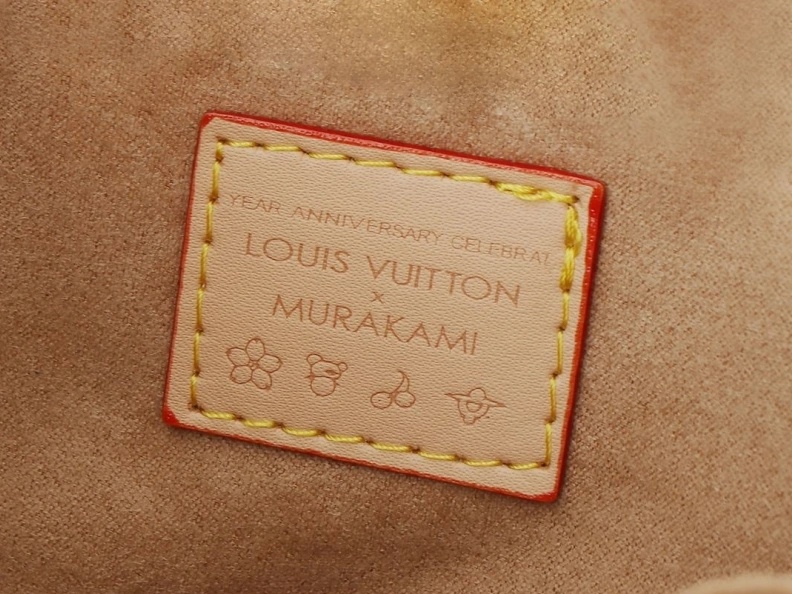 YEAR ANNIVERSARY CELEBRAT
LOUIS VUITTON
x
MURAKAMI